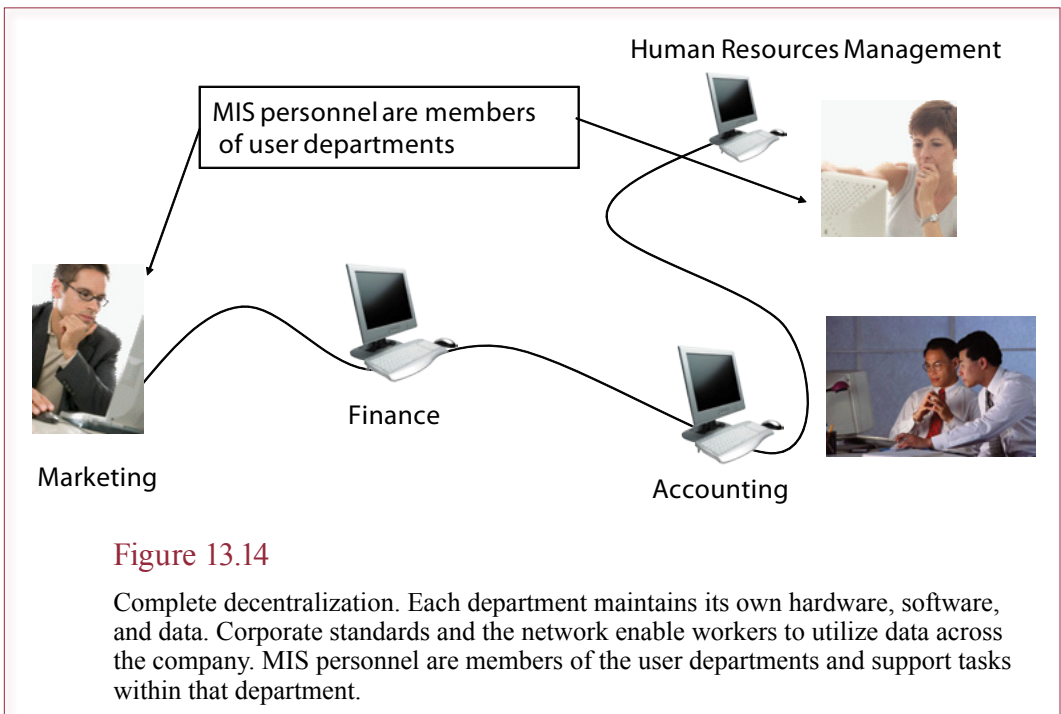 Human Resources Management
MIS personnel are members
of user departments
Finance
Marketing
Accounting
Figure 13.14
Complete decentralization. Each department maintains its own hardware, software,
and data. Corporate standards and the network enable workers to utilize data across
the company. MIS personnel are members of the user departments and support tasks
within that department.